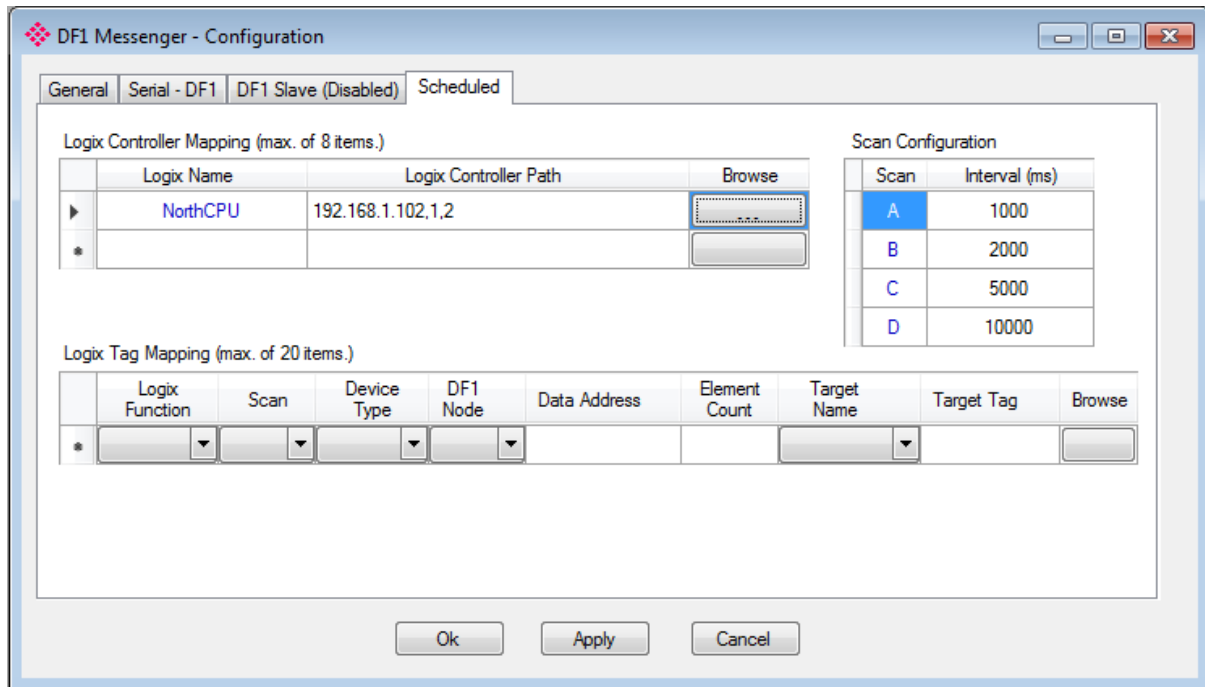 DF1 Messenger - Configuration
General Serial - DF1 DF1 Slave (Disabled) Scheduled
Logix Controller Mapping (max. of 8 items.)
Logix Name Logix Controller Path Browse
NorthCPU 192.168.1.102,1,2 ...
Scan Configuration
Scan Interval (ms)
A 1000
B 2000
C 5000
D 10000
Logix Tag Mapping (max. of 20 items.)
Logix Function Scan Device Type DF1 Node Data Address Element Count Target Name Target Tag Browse
Ok Apply Cancel